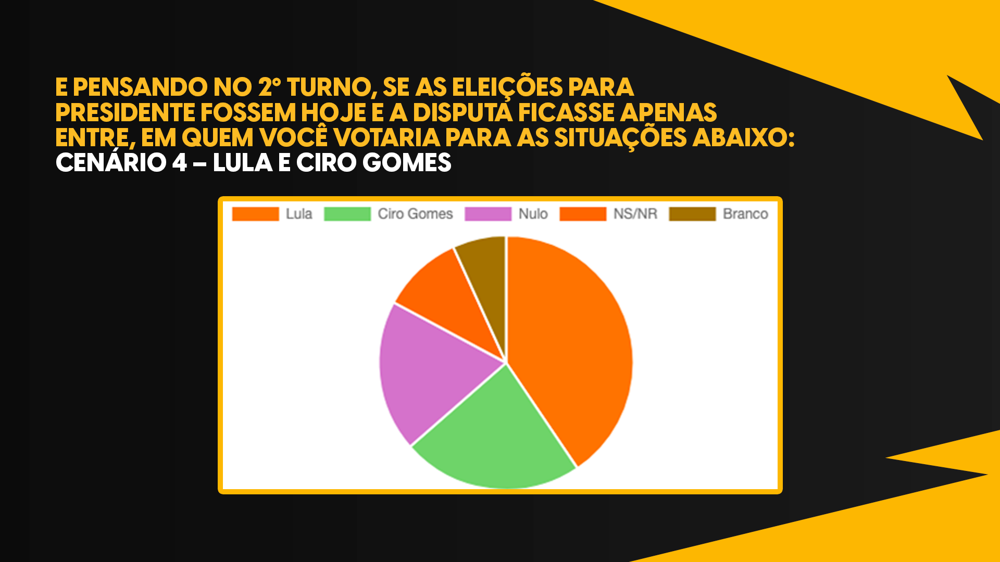 E PENSANDO NO 2º TURNO, SE AS ELEIÇÕES PARA
PRESIDENTE FOSSEM HOJE E A DISPUTA FICASSE APENAS
ENTRE, EM QUEM VOCÊ VOTARIA PARA AS SITUAÇÕES ABAIXO:
CENÁRIO 4 – LULA E CIRO GOMES
Lula Ciro Gomes Nulo NS/NR Branco